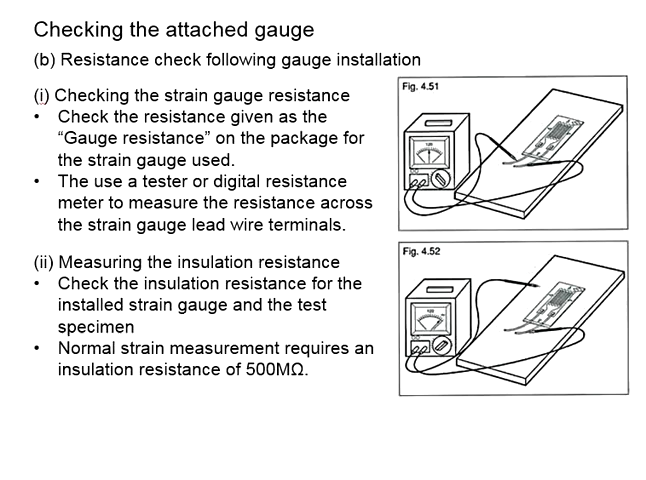 Checking the attached gauge
(b) Resistance check following gauge installation
(i) Checking the strain gauge resistance
• Check the resistance given as the
“Gauge resistance” on the package for
the strain gauge used.
• The use a tester or digital resistance
meter to measure the resistance across
the strain gauge lead wire terminals.
(ii) Measuring the insulation resistance
• Check the insulation resistance for the
installed strain gauge and the test
specimen
• Normal strain measurement requires an
insulation resistance of 500MΩ.
Fig. 4.51
120
Fig. 4.52